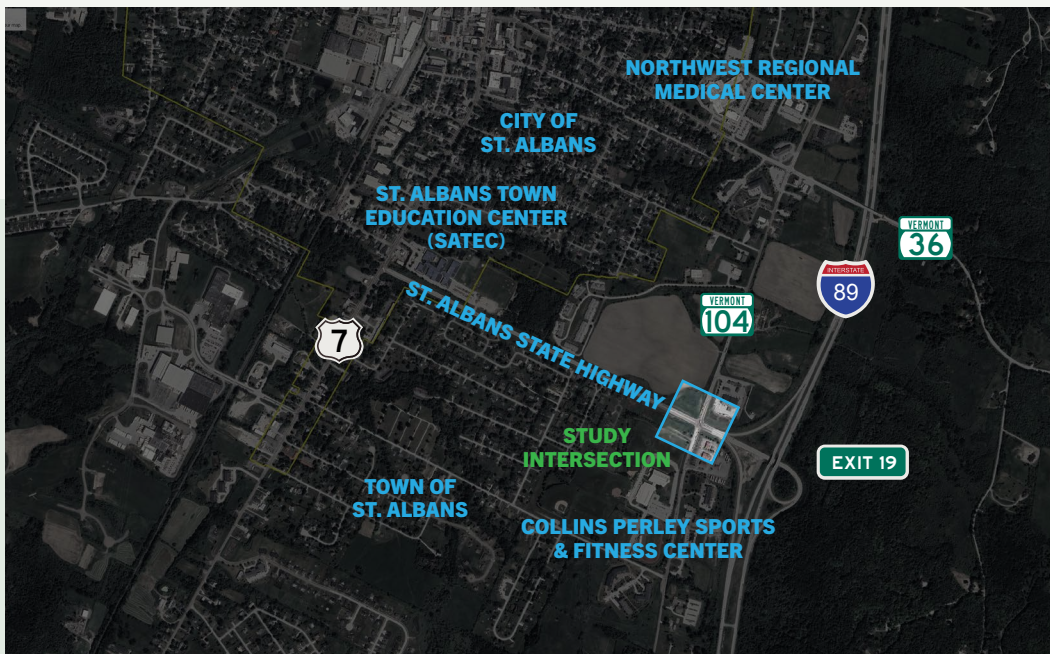 NORTHWEST REGIONAL
MEDICAL CENTER
CITY OF
ST. ALBANS
ST. ALBANS TOWN
EDUCATION CENTER
(SATEC)
VERMONT
36
INTERSTATE
89
VERMONT
104
ST. ALBANS STATE HIGHWAY
7
STUDY
INTERSECTION
EXIT 19
TOWN OF
ST. ALBANS
COLLINS PERLEY SPORTS
& FITNESS CENTER